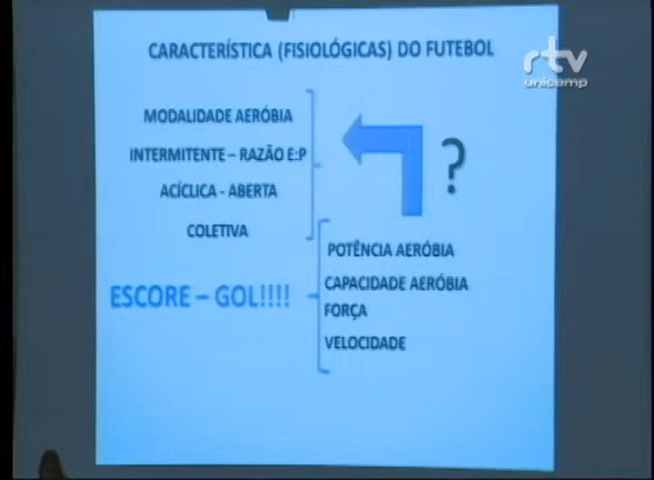 CARACTERÍSTICA (FISIOLÓGICAS) DO FUTEBOL
rtv
unicamp
MODALIDADE AERÓBIA
INTERMITENTE – RAZÃO E:P
ACÍCLICA - ABERTA
COLETIVA
?
ESCORE – GOL!!!!
POTÊNCIA AERÓBIA
CAPACIDADE AERÓBIA
FORÇA
VELOCIDADE